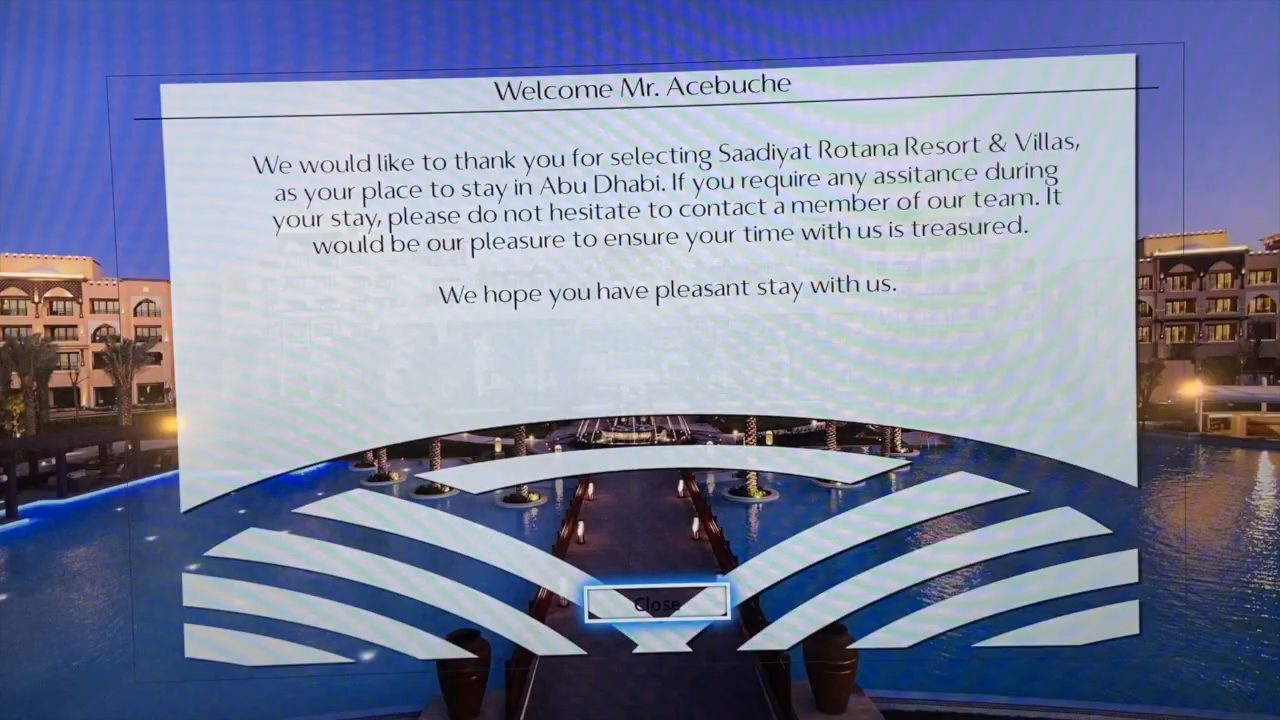 Welcome Mr. Acebuche
We would like to thank you for selecting Saadiyat Rotana Resort & Villas,
as your place to stay in Abu Dhabi. If you require any assitance during
your stay, please do not hesitate to contact a member of our team. It
would be our pleasure to ensure your time with us is treasured.
We hope you have pleasant stay with us.
Close